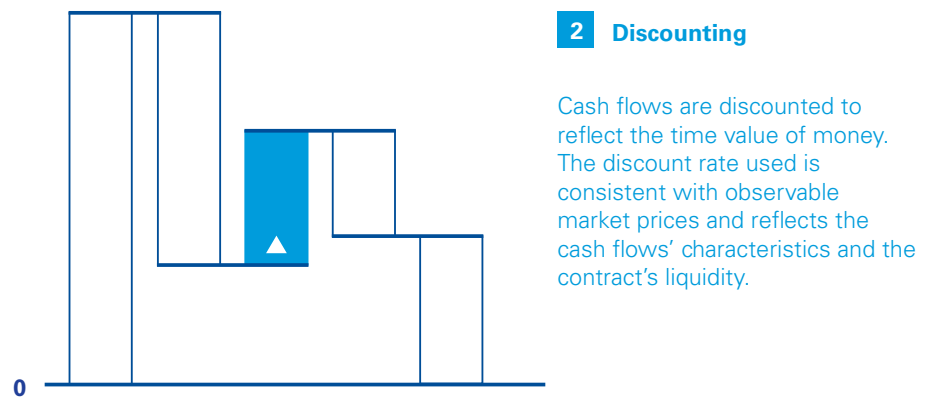 2 Discounting
Cash flows are discounted to
reflect the time value of money.
The discount rate used is
consistent with observable
market prices and reflects the
cash flows’ characteristics and the
contract’s liquidity.
0